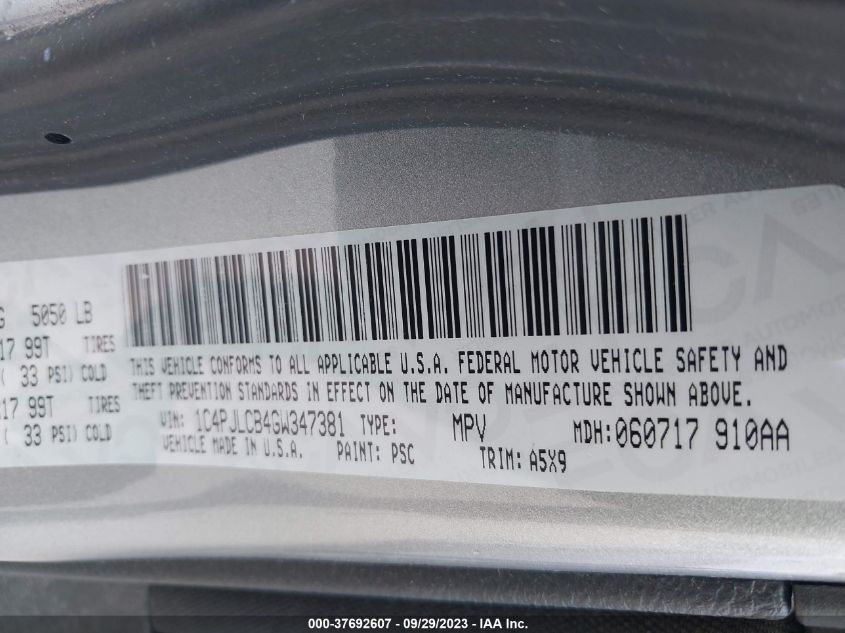 G 5050 LB
17 99T TIRES
( 33 PSI) COLD
17 99T TIRES
( 33 PSI) COLD
THIS VEHICLE CONFORMS TO ALL APPLICABLE U.S.A. FEDERAL MOTOR VEHICLE SAFETY AND
THEFT PREVENTION STANDARDS IN EFFECT ON THE DATE OF MANUFACTURE SHOWN ABOVE.
VIN: 1C4PJLCB4GW347381 TYPE: MPV MDH:060717 910AA
VEHICLE MADE IN U.S.A. PAINT: PSC TRIM: A5X9
000-37692607 / 09/29/2023 - IAA Inc.